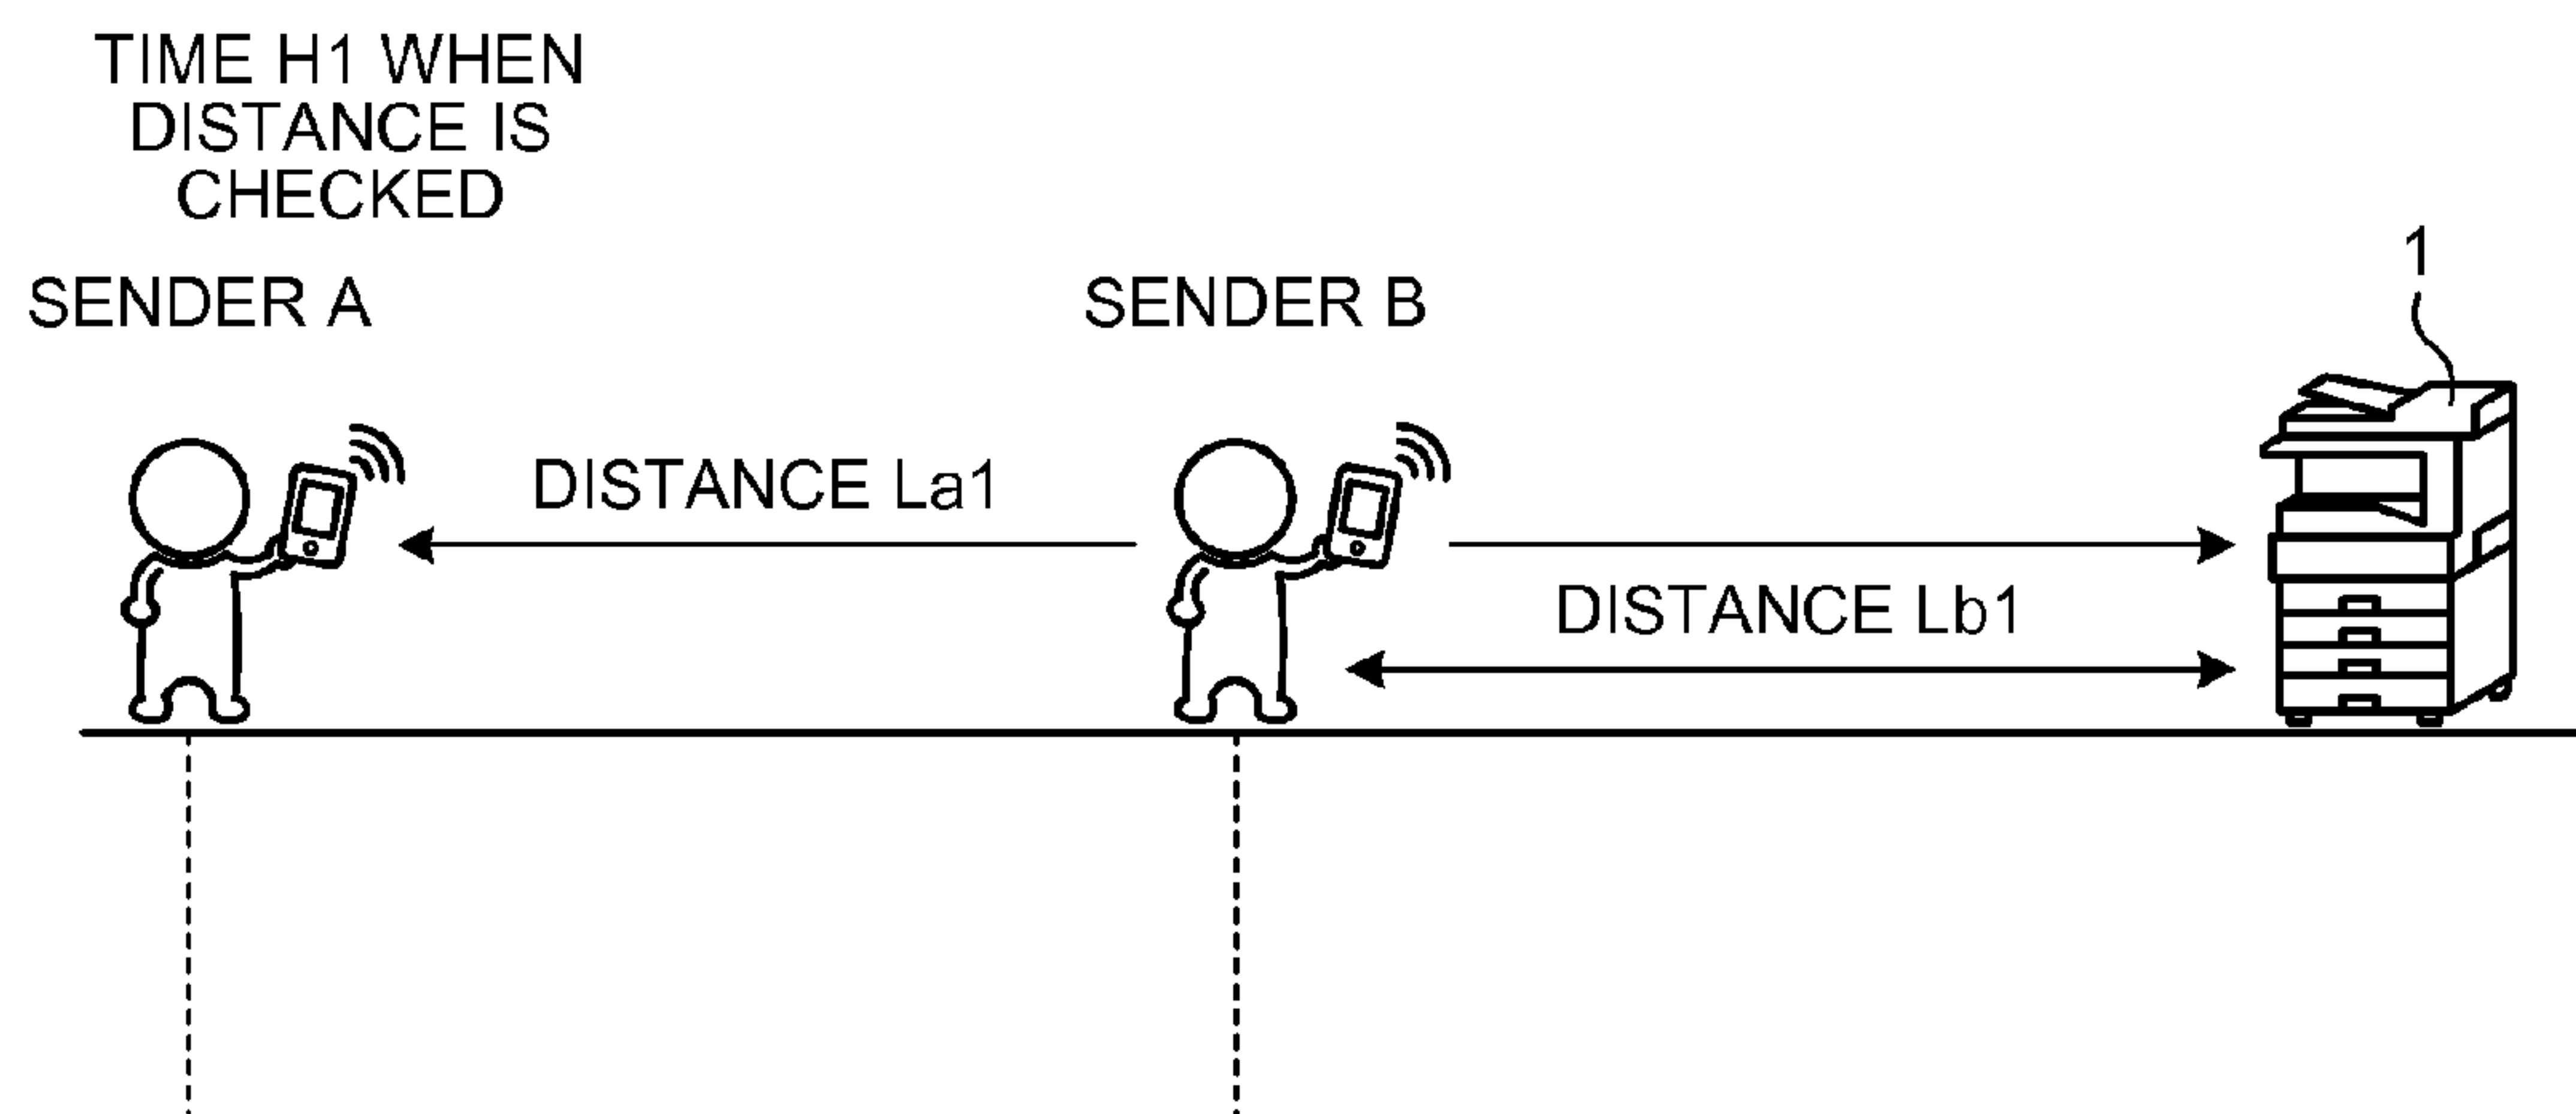 TIME H1 WHEN
DISTANCE IS
CHECKED
SENDER A
SENDER B
1
DISTANCE La1
DISTANCE Lb1